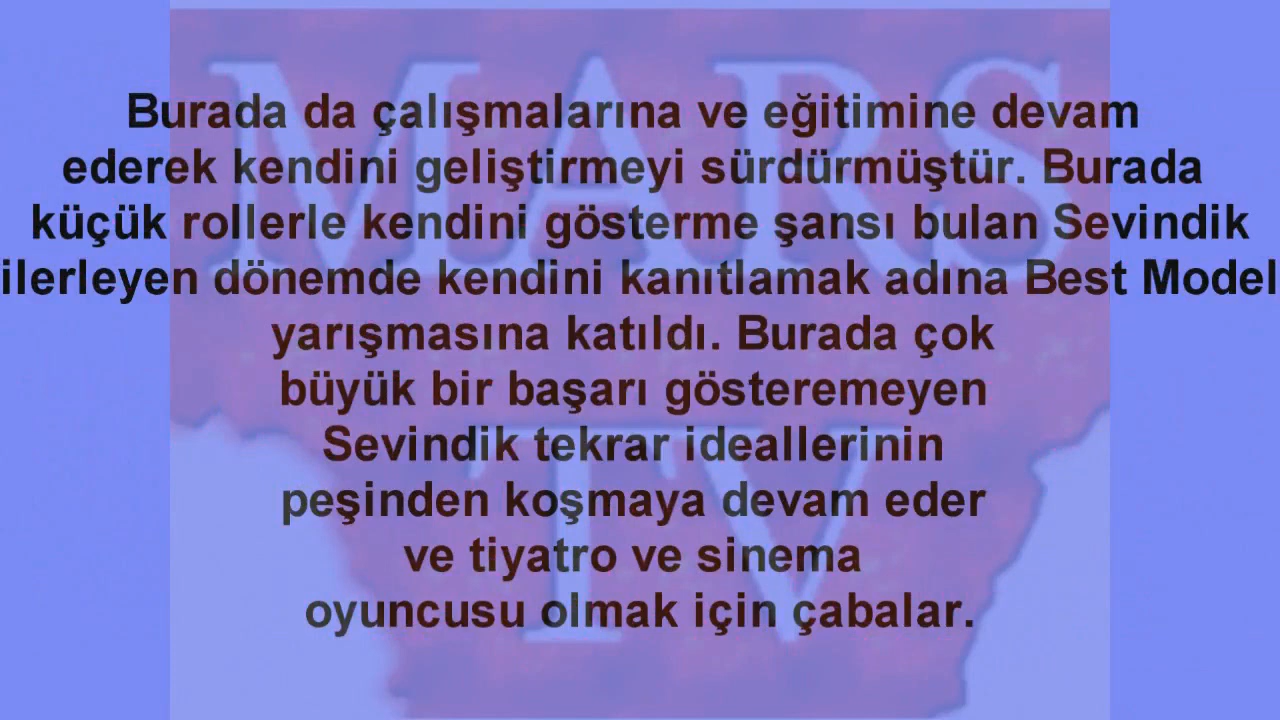 MARS
TV
Burada da çalışmalarına ve eğitimine devam
ederek kendini geliştirmeyi sürdürmüştür. Burada
küçük rollerle kendini gösterme şansı bulan Sevindik
ilerleyen dönemde kendini kanıtlamak adına Best Model
yarışmasına katıldı. Burada çok
büyük bir başarı gösteremeyen
Sevindik tekrar ideallerinin
peşinden koşmaya devam eder
ve tiyatro ve sinema
oyuncusu olmak için çabalar.